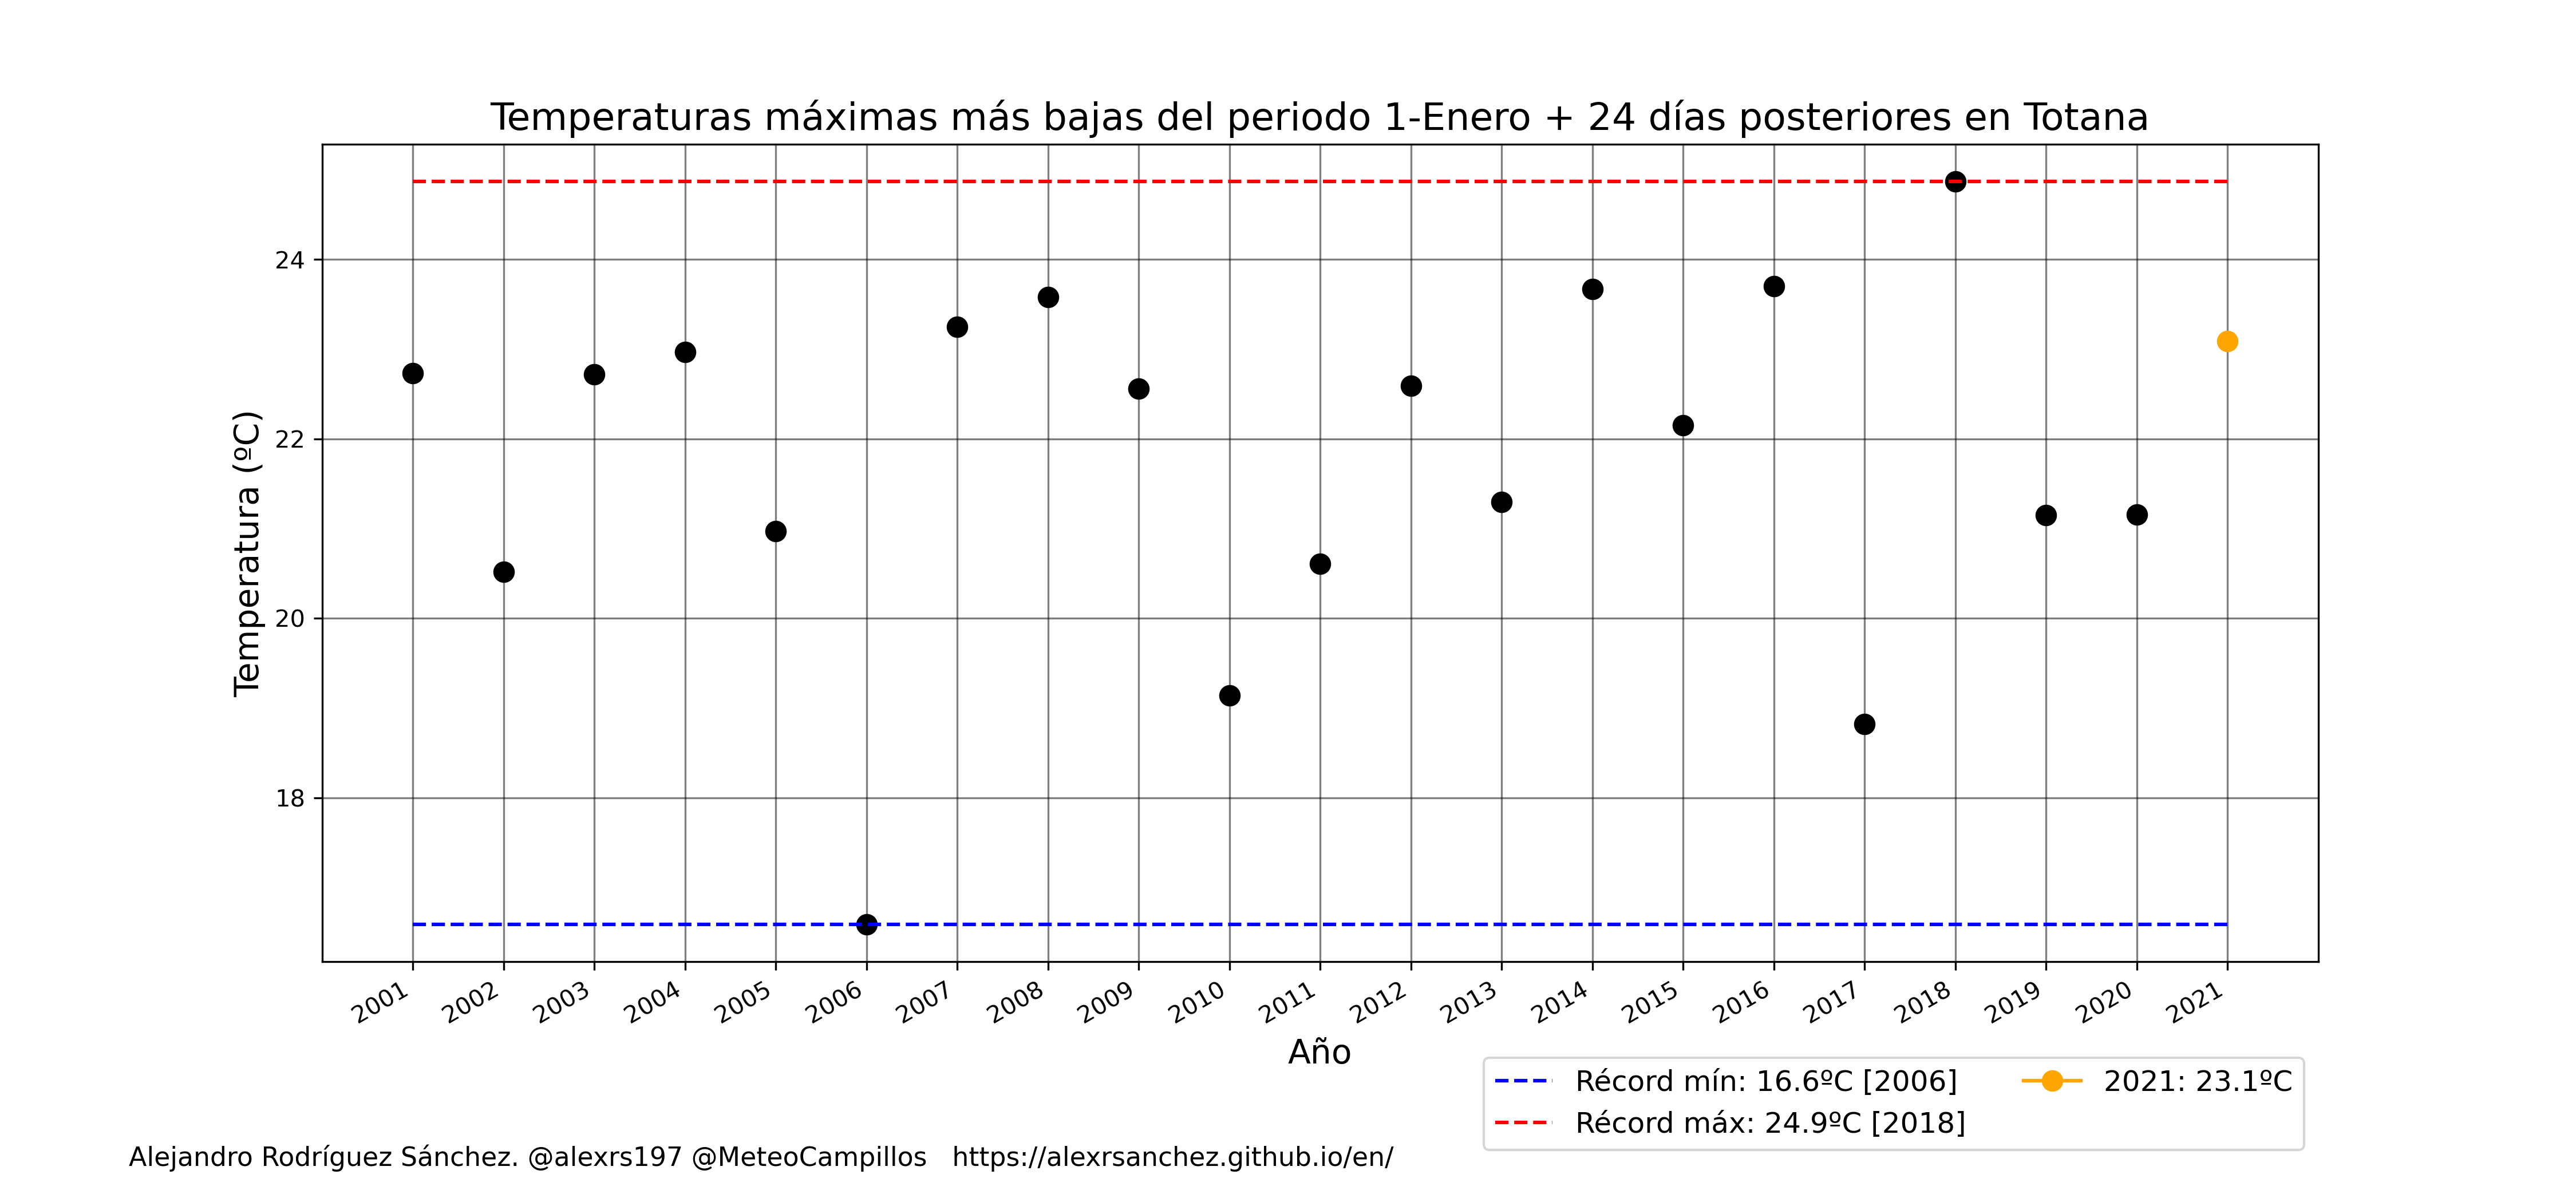 Temperaturas máximas más bajas del periodo 1-Enero + 24 días posteriores en Totana
Temperatura (ºC)
24
22
20
18
2001 2002 2003 2004 2005 2006 2007 2008 2009 2010 2011 2012 2013 2014 2015 2016 2017 2018 2019 2020 2021
Año
Récord mín: 16.6ºC [2006]
Récord máx: 24.9ºC [2018]
2021: 23.1ºC
Alejandro Rodríguez Sánchez. @alexrs197 @MeteoCampillos https://alexrsanchez.github.io/en/